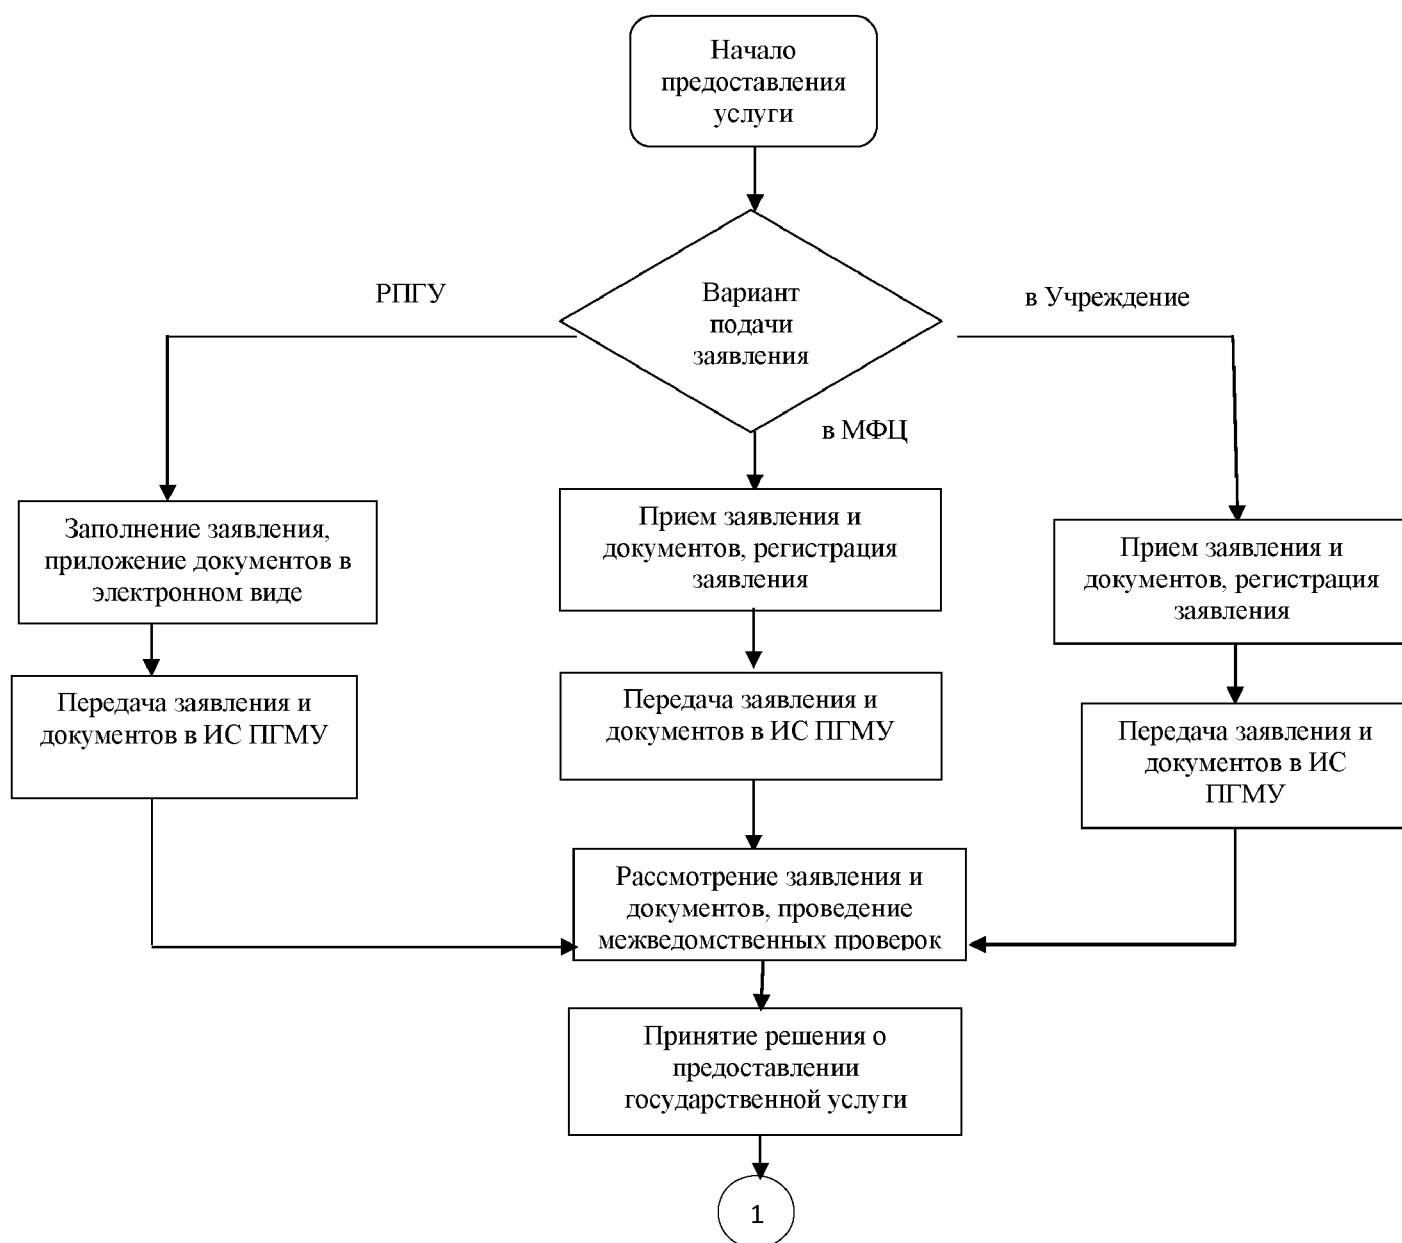 Начало
предоставления
услуги
РПГУ
Вариант
подачи
заявления
в Учреждение
в МФЦ
Заполнение заявления,
приложение документов в
электронном виде
Прием заявления и
документов, регистрация
заявления
Прием заявления и
документов, регистрация
заявления
Передача заявления и
документов в ИС ПГМУ
Передача заявления и
документов в ИС ПГМУ
Передача заявления и
документов в ИС
ПГМУ
Рассмотрение заявления и
документов, проведение
межведомственных проверок
Принятие решения о
предоставлении
государственной услуги
1